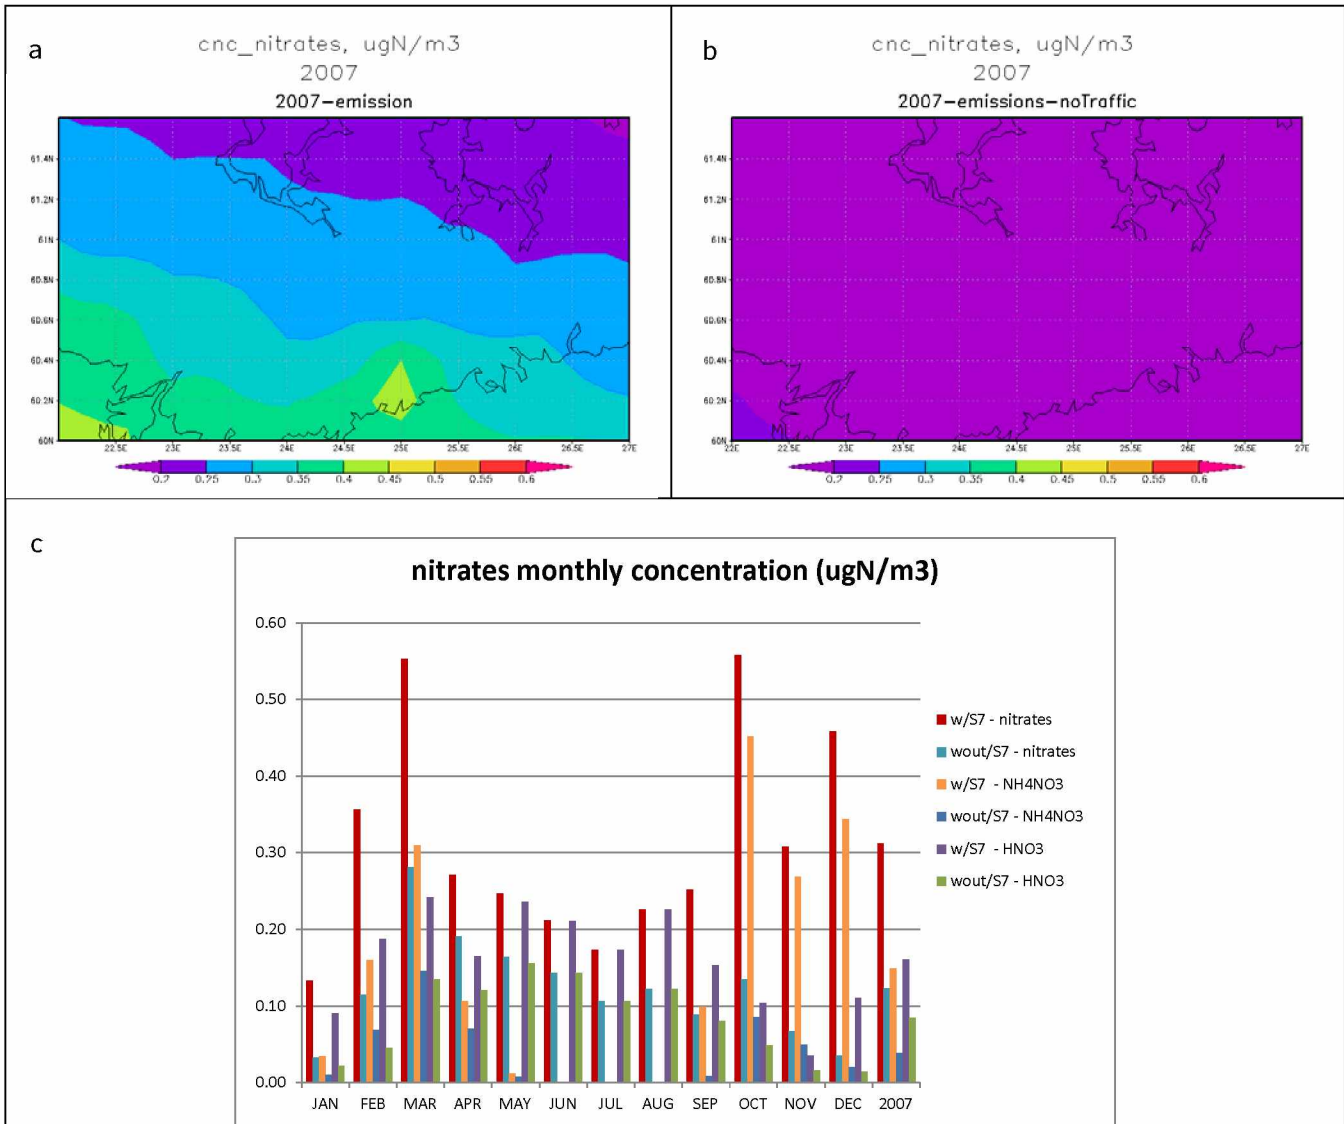 a
cnc_nitrates, ugN/m3
2007
2007-emission
61.4N
61.2N
61N
60.8N
60.6N
60.4N
60.2N
60N
22.5E 23E 23.5E 24E 24.5E 25E 25.5E 26E 26.5E 27E
0.2 0.25 0.3 0.35 0.4 0.45 0.5 0.55 0.6
b
cnc_nitrates, ugN/m3
2007
2007-emissions-noTraffic
61.4N
61.2N
61N
60.8N
60.6N
60.4N
60.2N
60N
22E 22.5E 23E 23.5E 24E 24.5E 25E 25.5E 26E 26.5E 27E
0.2 0.25 0.3 0.35 0.4 0.45 0.5 0.55 0.6
c
nitrates monthly concentration (ugN/m3)
0.60
0.50
0.40
0.30
0.20
0.10
0.00
JAN FEB MAR APR MAY JUN JUL AUG SEP OCT NOV DEC 2007
w/S7 - nitrates
wout/S7 - nitrates
w/S7 - NH4NO3
wout/S7 - NH4NO3
w/S7 - HNO3
wout/S7 - HNO3